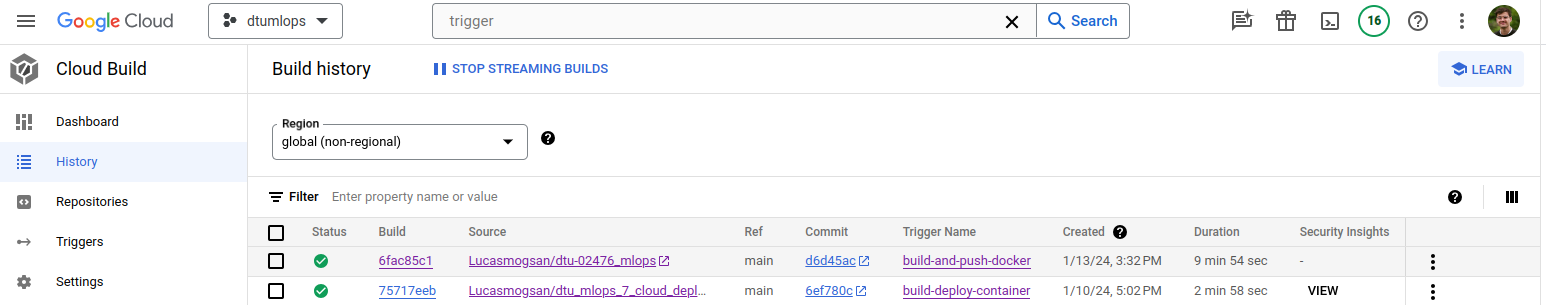 Google Cloud dtumlops trigger Search 16
Cloud Build Build history STOP STREAMING BUILDS LEARN
Dashboard
Region
global (non-regional)
History
Repositories Filter Enter property name or value
Triggers Status Build Source Ref Commit Trigger Name Created Duration Security Insights
6fac85c1 Lucasmogsan/dtu-02476_mlops main d6d45ac build-and-push-docker 1/13/24, 3:32 PM 9 min 54 sec -
Settings 75717eeb Lucasmogsan/dtu_mlops_7_cloud_depl... main 6ef780c build-deploy-container 1/10/24, 5:02 PM 2 min 58 sec VIEW